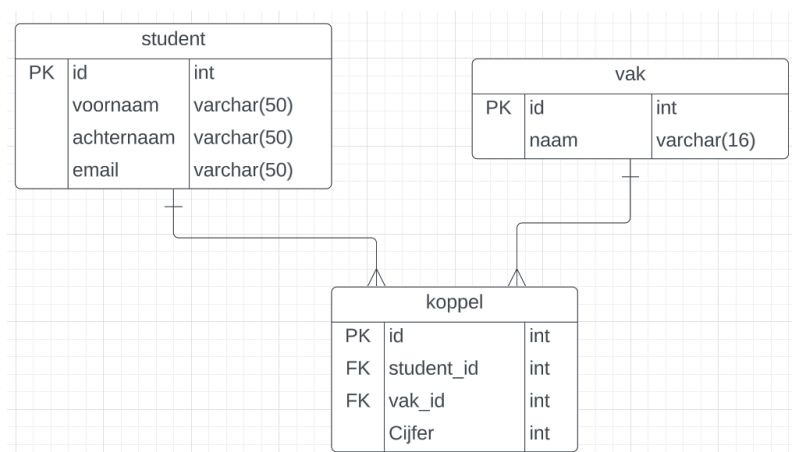 student
PK id int
voornaam varchar(50)
achternaam varchar(50)
email varchar(50)
vak
PK id int
naam varchar(16)
koppel
PK id int
FK student_id int
FK vak_id int
Cijfer int